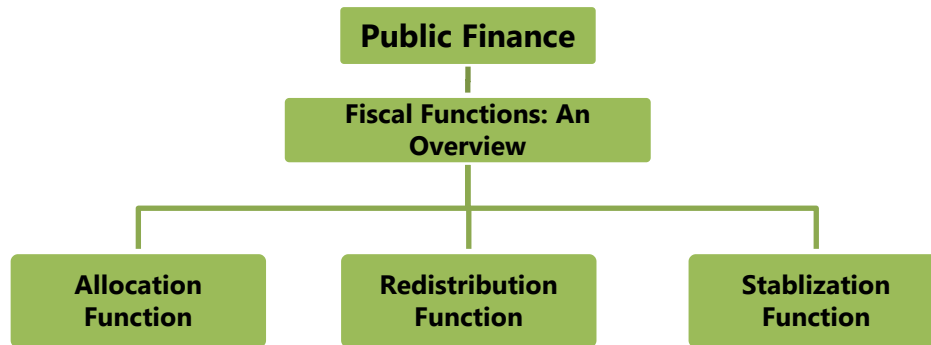 Public Finance
Fiscal Functions: An
Overview
Allocation
Function
Redistribution
Function
Stablization
Function